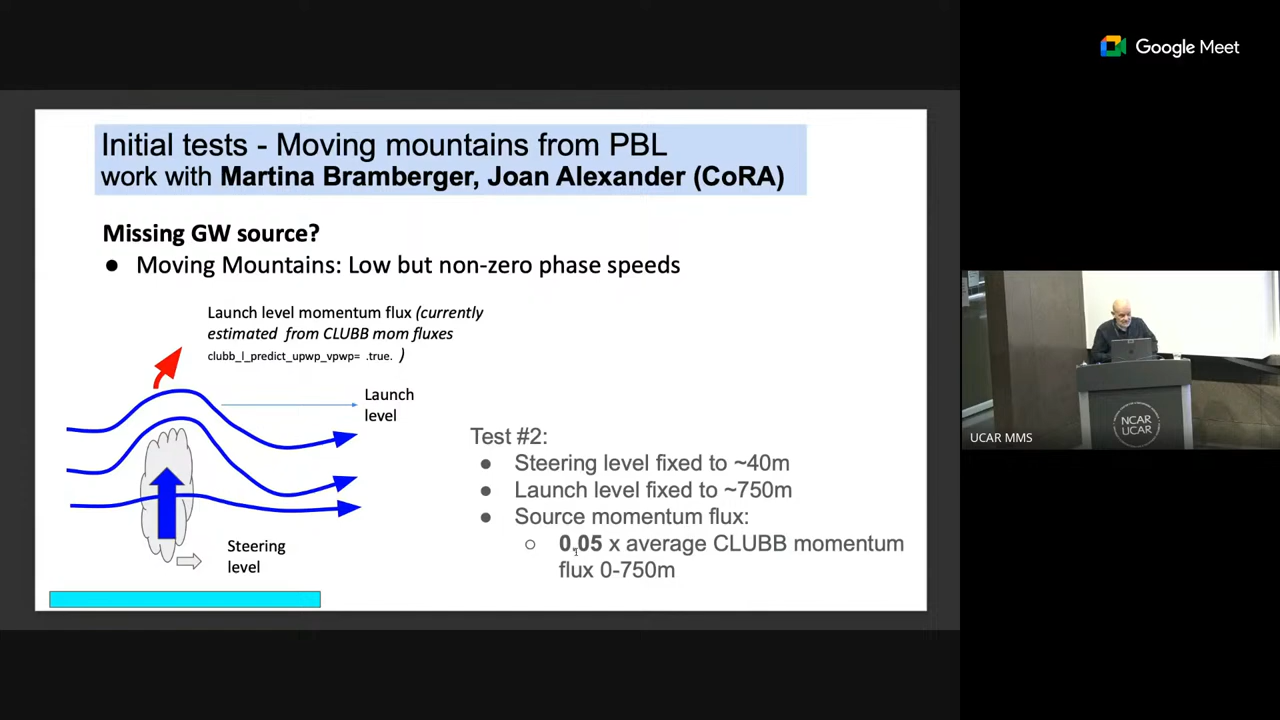 Google Meet
Initial tests - Moving mountains from PBL
work with Martina Bramberger, Joan Alexander (CoRA)
Missing GW source?
● Moving Mountains: Low but non-zero phase speeds
Launch level momentum flux (currently
estimated from CLUBB mom fluxes
clubb_l_predict_upwp_vpwp= .true. )
Launch
level
Test #2:
● Steering level fixed to ~40m
● Launch level fixed to ~750m
● Source momentum flux:
○ 0.05 x average CLUBB momentum
flux 0-750m
Steering
level
NCAR
UCAR
UCAR MMS